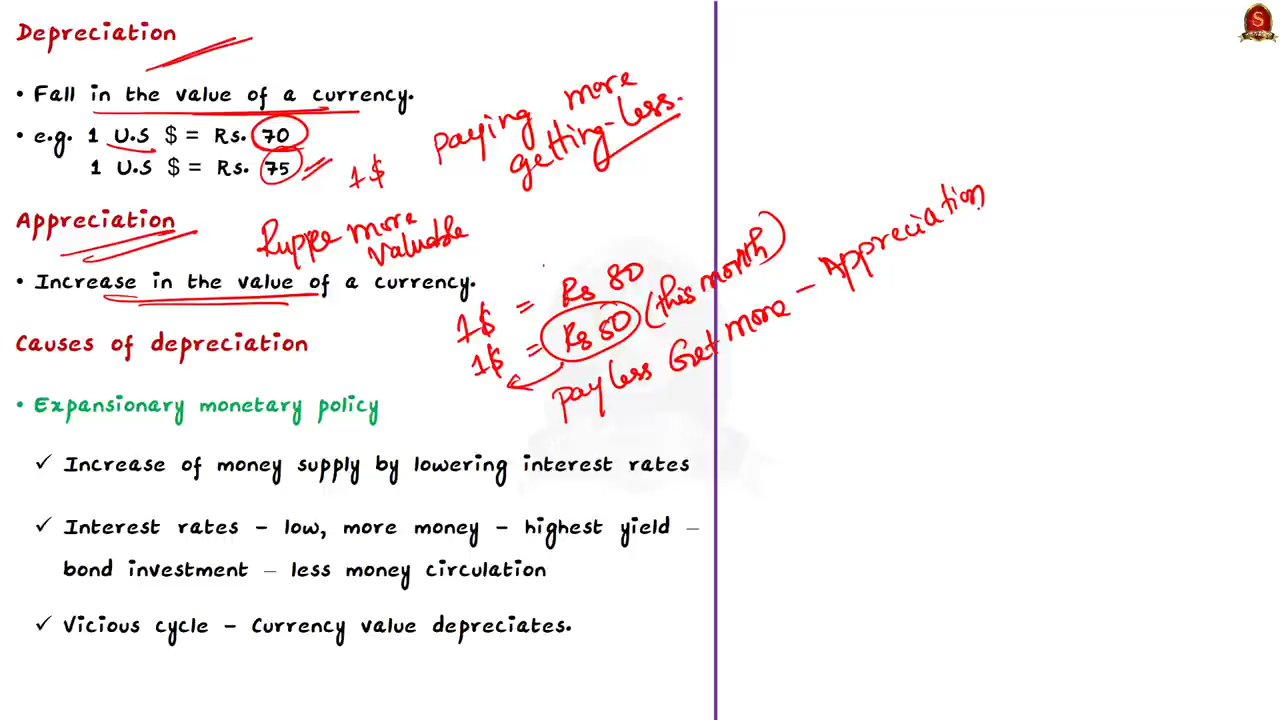 Depreciation
• Fall in the value of a currency.
• e.g. 1 U.S $ = Rs. 70
1 U.S $ = Rs. 75
1$
Paying more
getting less.
Appreciation
Ruppe more
valuable
• Increase in the value of a currency.
1$ = Rs 80
1$ = Rs 60 (this month)
Pay less Get more - Appreciation
Causes of depreciation
• Expansionary monetary policy
✓ Increase of money supply by lowering interest rates
✓ Interest rates - low, more money - highest yield –
bond investment – less money circulation
✓ Vicious cycle - Currency value depreciates.